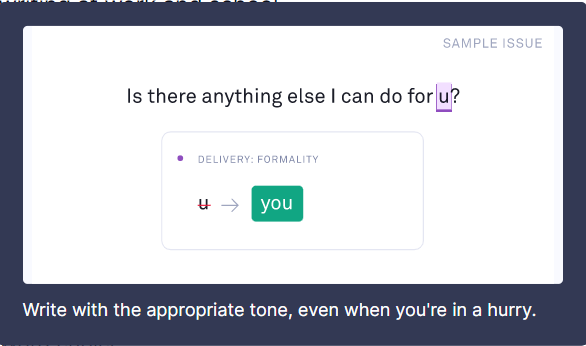 SAMPLE ISSUE
Is there anything else I can do for u?
DELIVERY: FORMALITY
u → you
Write with the appropriate tone, even when you're in a hurry.